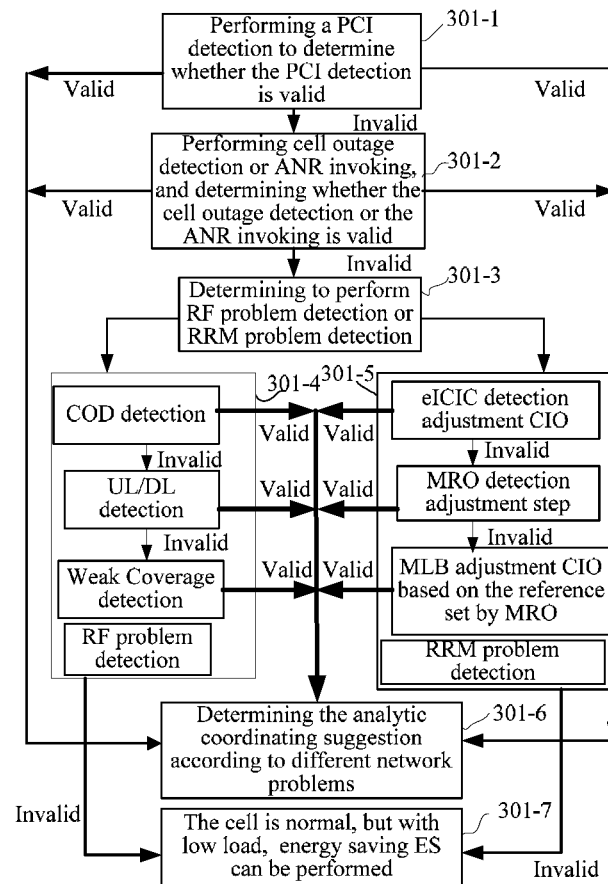 Performing a PCI
detection to determine
whether the PCI detection
is valid
301-1
Valid
Valid
Invalid
Performing cell outage
detection or ANR invoking,
and determining whether the
cell outage detection or the
ANR invoking is valid
301-2
Valid
Valid
Invalid
301-3
Determining to perform
RF problem detection or
RRM problem detection
301-4
301-5
COD detection
Valid
Valid
eICIC detection
adjustment CIO
Invalid
Invalid
UL/DL
detection
Valid
Valid
MRO detection
adjustment step
Invalid
Invalid
Weak Coverage
detection
Valid
Valid
MLB adjustment CIO
based on the reference
set by MRO
RF problem
detection
RRM problem
detection
Determining the analytic
coordinating suggestion
according to different network
problems
301-6
Invalid
The cell is normal, but with
low load, energy saving ES
can be performed
301-7
Invalid